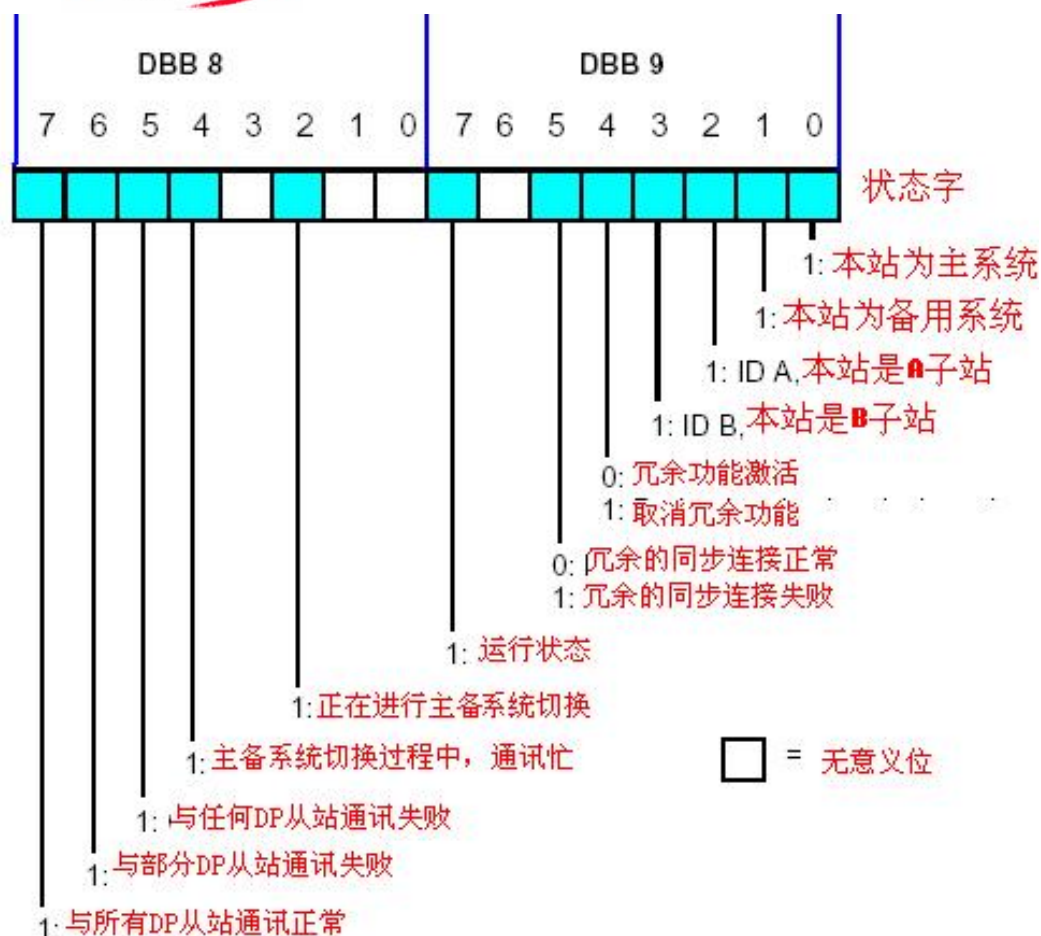 DBB 8 DBB 9
7 6 5 4 3 2 1 0 7 6 5 4 3 2 1 0
状态字
1: 本站为主系统
1: 本站为备用系统
1: ID A,本站是A子站
1: ID B,本站是B子站
0: 冗余功能激活
1: 取消冗余功能
0: 冗余的同步连接正常
1: 冗余的同步连接失败
1: 运行状态
1: 正在进行主备系统切换
1: 主备系统切换过程中，通讯忙
= 无意义位
1: 与任何DP从站通讯失败
1: 与部分DP从站通讯失败
1: 与所有DP从站通讯正常